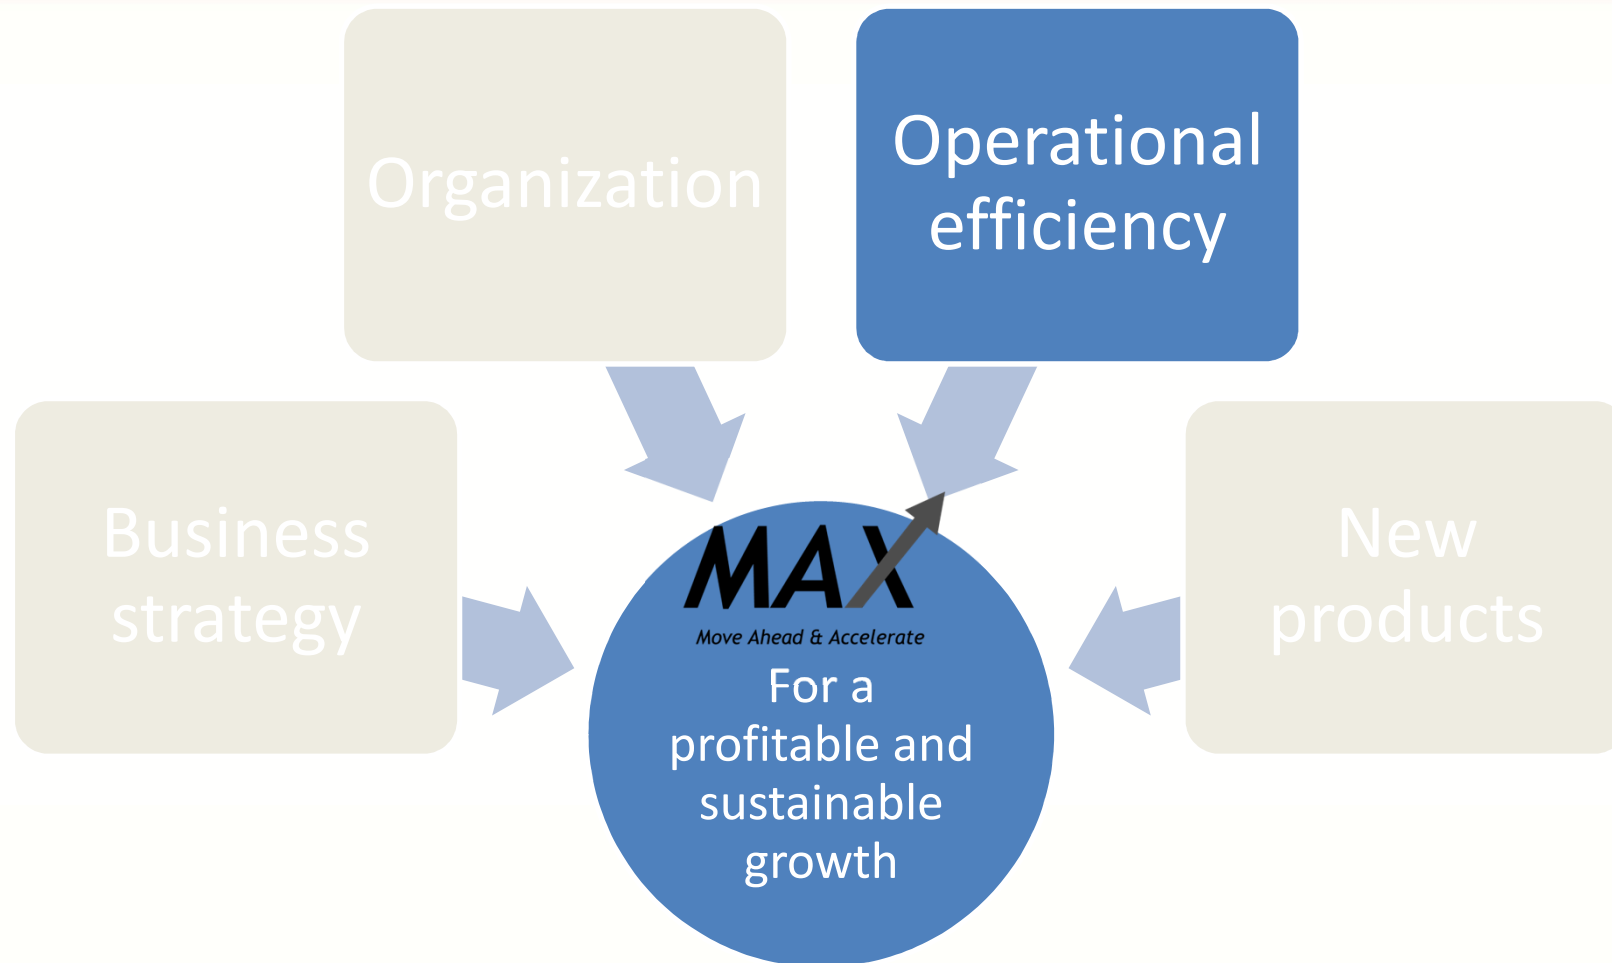 Organization
Operational
efficiency
Business
strategy
New
products
MAX
Move Ahead & Accelerate
For a
profitable and
sustainable
growth